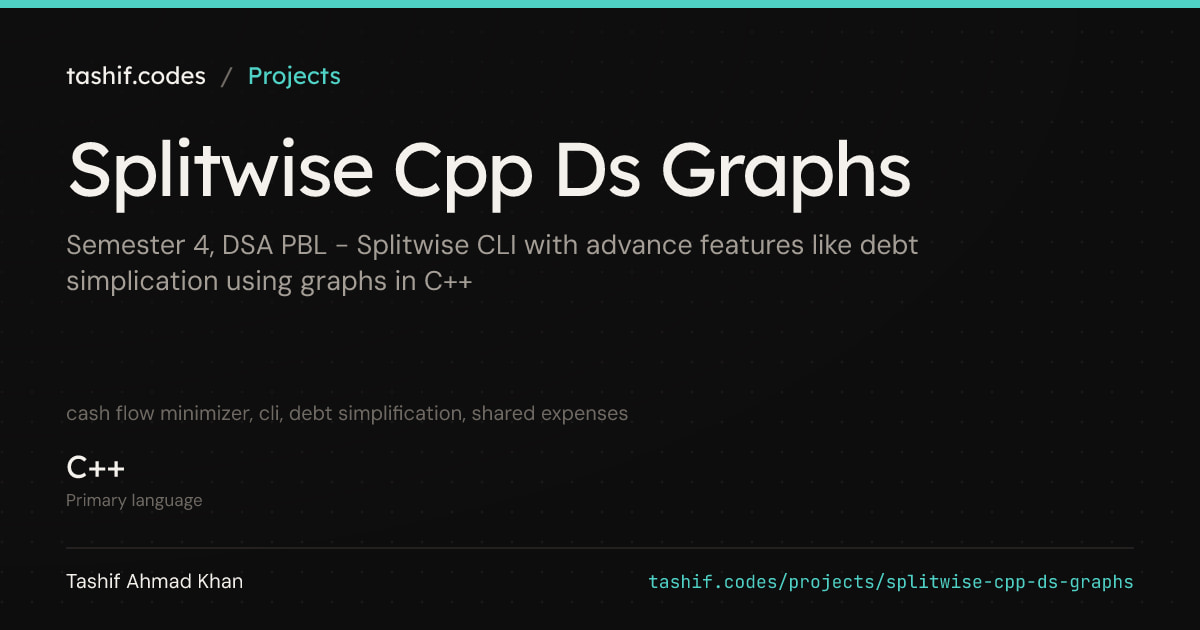 tashif.codes / Projects
Splitwise Cpp Ds Graphs
Semester 4, DSA PBL - Splitwise CLI with advance features like debt
simplication using graphs in C++
cash flow minimizer, cli, debt simplification, shared expenses
C++
Primary language
Tashif Ahmad Khan
tashif.codes/projects/splitwise-cpp-ds-graphs